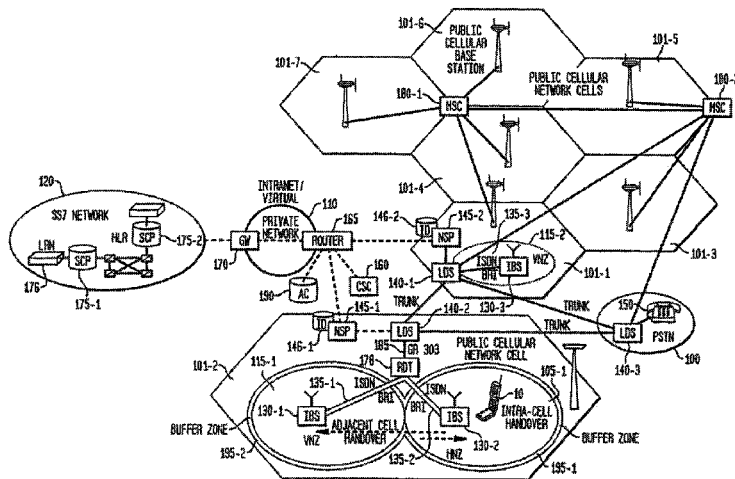 101-6
PUBLIC
CELLULAR
BASE
STATION
101-5
101-7
PUBLIC CELLULAR
NETWORK CELLS
180-1
180-2
MSC
MSC
120
INTRANET/
VIRTUAL
110
101-4
SS7 NETWORK
PRIVATE
NETWORK
165
146-2
145-2
135-3
115-2
LRN
HLR
SCP
175-2
GW
ROUTER
ID
NSP
ISDN
BRI
VNZ
IBS
101-3
SCP
170
140-1
LDS
176
160
130-3
101-1
175-1
190
AC
CSC
TRUNK
TRUNK
150
145-1
140-2
ID
NSP
LDS
TRUNK
LDS
PSTN
146-1
185
GR 303
PUBLIC CELLULAR
NETWORK CELL
140-3
100
101-2
178
RDT
115-1
135-1
ISDN
ISDN
10
105-1
130-1
BRI
BRI
INTRA-CELL
HANDOVER
IBS
IBS
BUFFER ZONE
ADJACENT CELL
HANDOVER
BUFFER ZONE
VNZ
130-2
195-2
135-2
HNZ
195-1